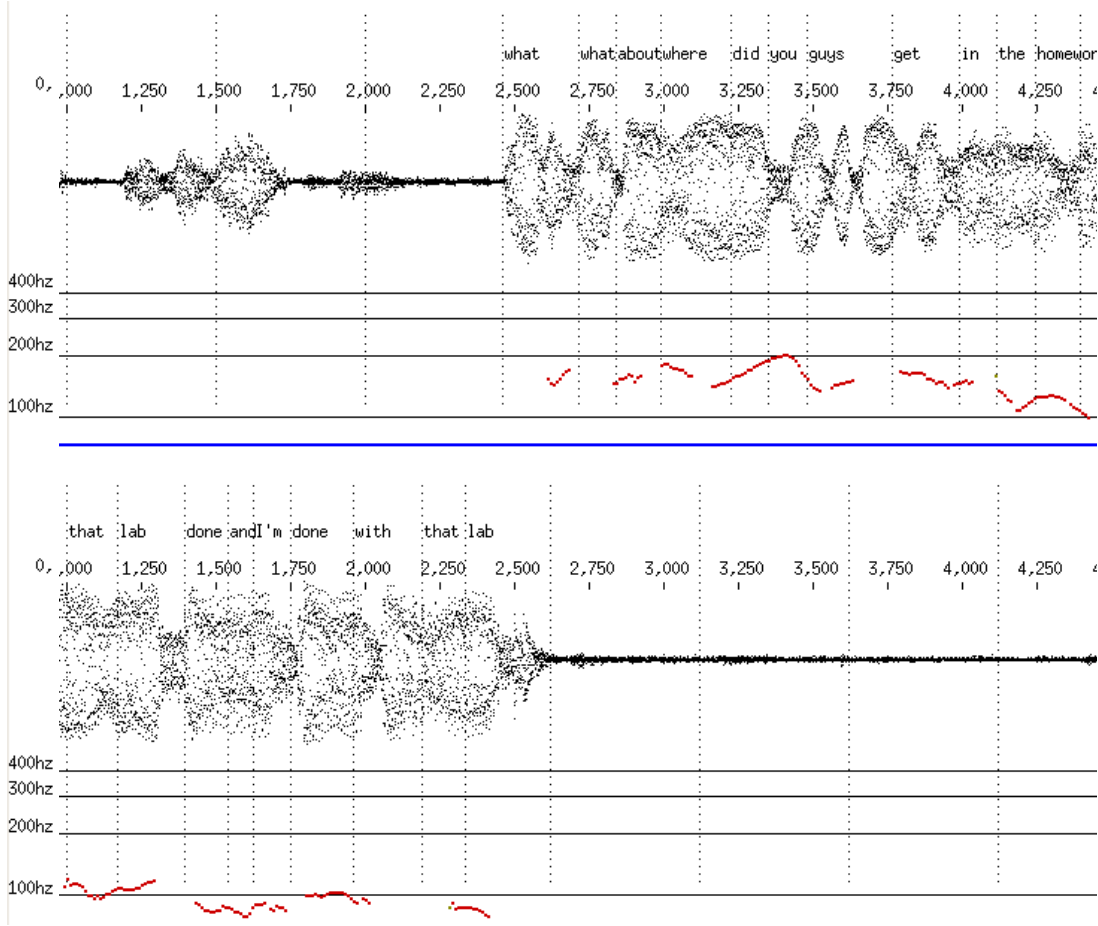 what what about where did you guys get in the homewor
0, ,000 1,250 1,500 1,750 2,000 2,250 2,500 2,750 3,000 3,250 3,500 3,750 4,000 4,250 4
400hz
300hz
200hz
100hz
that lab done and I'm done with that lab
0, ,000 1,250 1,500 1,750 2,000 2,250 2,500 2,750 3,000 3,250 3,500 3,750 4,000 4,250 4
400hz
300hz
200hz
100hz